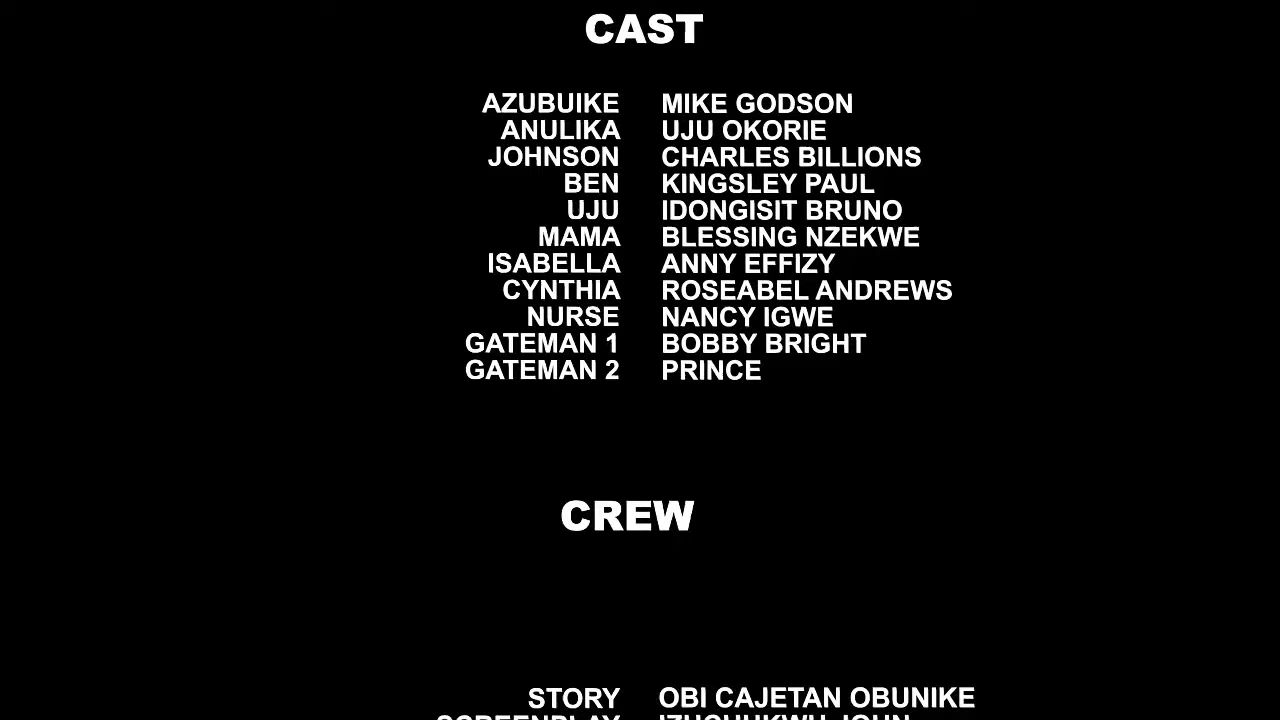 CAST
AZUBUIKE MIKE GODSON
ANULIKA UJU OKORIE
JOHNSON CHARLES BILLIONS
BEN KINGSLEY PAUL
UJU IDONGISIT BRUNO
MAMA BLESSING NZEKWE
ISABELLA ANNY EFFIZY
CYNTHIA ROSEABEL ANDREWS
NURSE NANCY IGWE
GATEMAN 1 BOBBY BRIGHT
GATEMAN 2 PRINCE
CREW
STORY OBI CAJETAN OBUNIKE
SCREENPLAY JOHN